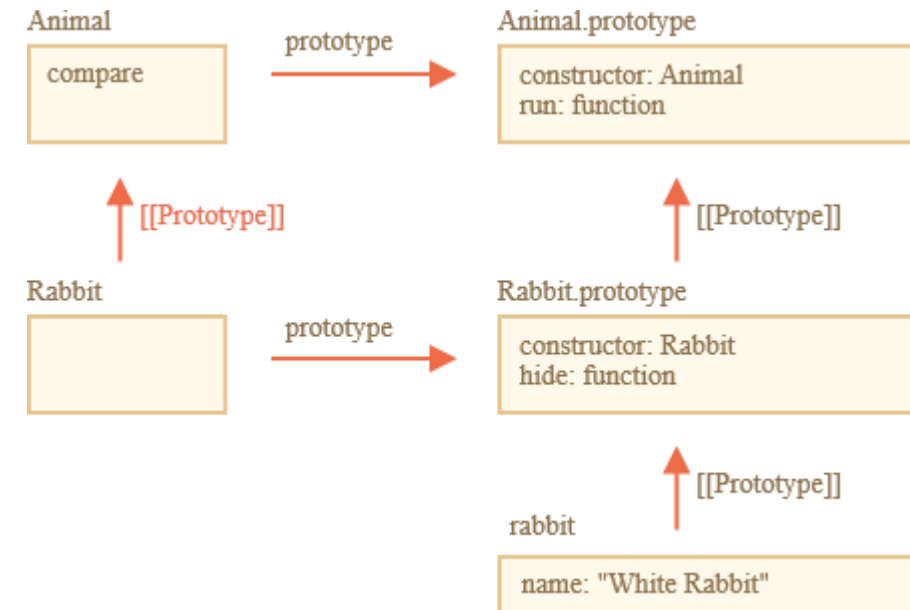 Animal
prototype
Animal.prototype
compare
constructor: Animal
run: function
[[Prototype]]
[[Prototype]]
Rabbit
prototype
Rabbit.prototype
constructor: Rabbit
hide: function
[[Prototype]]
rabbit
name: "White Rabbit"